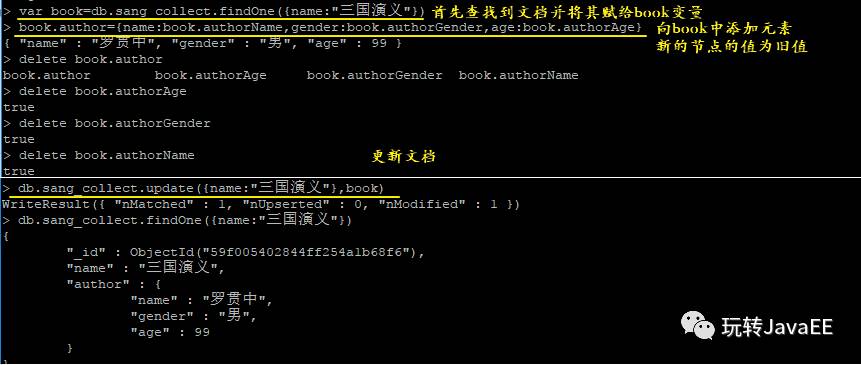 > var book=db.sang_collect.findOne({name:"三国演义"}) 首先查找到文档并将其赋给book变量
> book.author={name:book.authorName,gender:book.authorGender,age:book.authorAge} 向book中添加元素
新的节点的值为旧值
{ "name" : "罗贯中", "gender" : "男", "age" : 99 }
> delete book.author
book.author book.authorAge book.authorGender book.authorName
> delete book.authorAge
true
> delete book.authorGender
true
> delete book.authorName 更新文档
true
> db.sang_collect.update({name:"三国演义"},book)
WriteResult({ "nMatched" : 1, "nUpserted" : 0, "nModified" : 1 })
> db.sang_collect.findOne({name:"三国演义"})
{
"_id" : ObjectId("59f005402844ff254a1b68f6"),
"name" : "三国演义",
"author" : {
"name" : "罗贯中",
"gender" : "男",
"age" : 99
}
}
玩转JavaEE